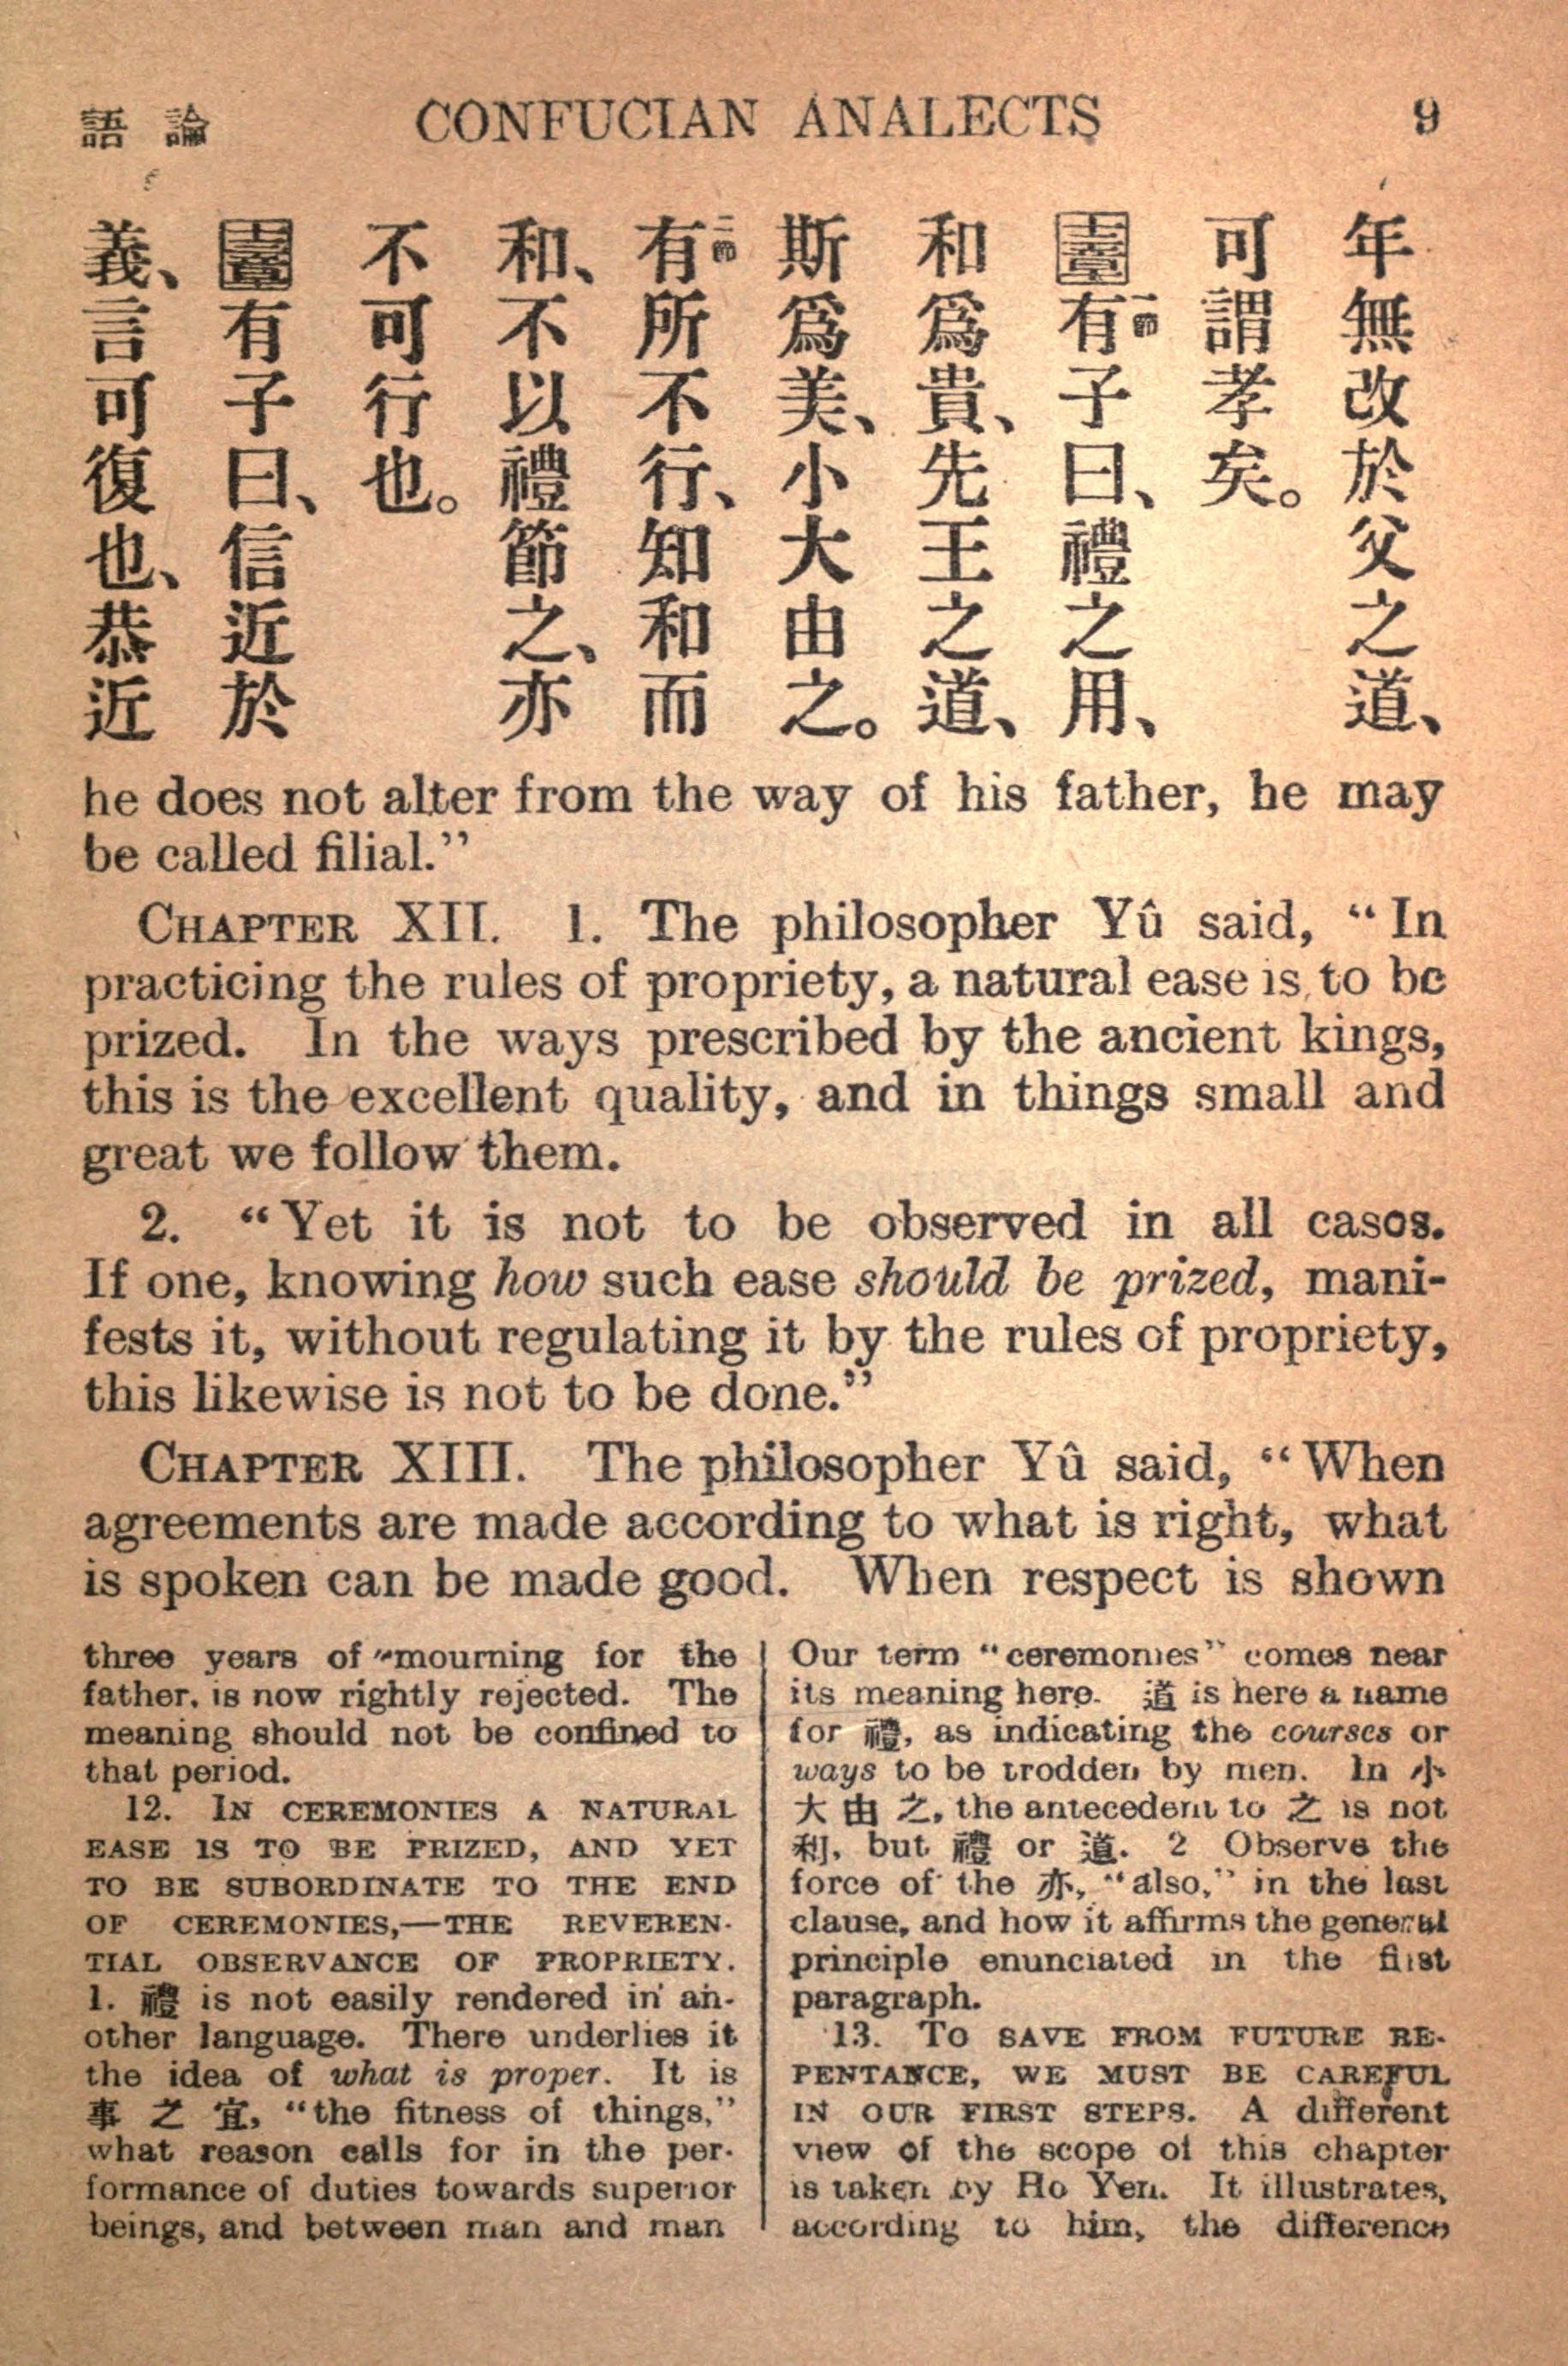 論語 CONFUCIAN ANALECTS 9
年無改於父之道、
可謂孝矣。
有子曰、禮之用、
和爲貴、先王之道、
斯爲美、小大由之。
有所不行、知和而
和、不以禮節之、亦
不可行也。
有子曰、信近於
義、言可復也、恭近
he does not alter from the way of his father, he may
be called filial.”
CHAPTER XII. 1. The philosopher Yû said, “In
practicing the rules of propriety, a natural ease is to be
prized. In the ways prescribed by the ancient kings,
this is the excellent quality, and in things small and
great we follow them.
2. “Yet it is not to be observed in all cases.
If one, knowing how such ease should be prized, mani-
fests it, without regulating it by the rules of propriety,
this likewise is not to be done.”
CHAPTER XIII. The philosopher Yû said, “When
agreements are made according to what is right, what
is spoken can be made good. When respect is shown
three years of mourning for the
father, is now rightly rejected. The
meaning should not be confined to
that period.
12. IN CEREMONIES A NATURAL
EASE IS TO BE PRIZED, AND YET
TO BE SUBORDINATE TO THE END
OF CEREMONIES,—THE REVEREN-
TIAL OBSERVANCE OF PROPRIETY.
1. 禮 is not easily rendered in an-
other language. There underlies it
the idea of what is proper. It is
事之宜, “the fitness of things,”
what reason calls for in the per-
formance of duties towards superior
beings, and between man and man
Our term “ceremonies” comes near
its meaning here. 道 is here a name
for 禮, as indicating the courses or
ways to be trodden by men. In 小
大由之, the antecedent to 之 is not
和, but 禮 or 道. 2 Observe the
force of the 亦, “also,” in the last
clause, and how it affirms the general
principle enunciated in the first
paragraph.
13. TO SAVE FROM FUTURE RE-
PENTANCE, WE MUST BE CAREFUL
IN OUR FIRST STEPS. A different
view of the scope of this chapter
is taken by Ho Yen. It illustrates,
according to him, the difference